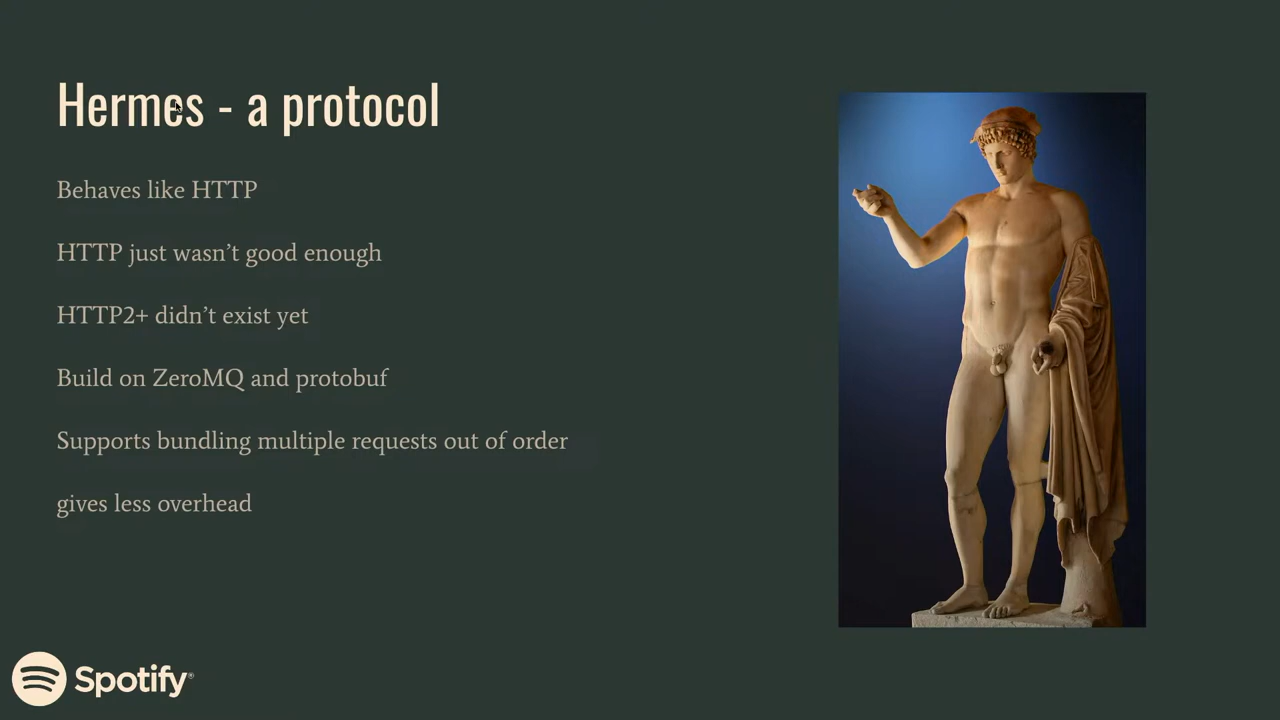 Hermes - a protocol
Behaves like HTTP
HTTP just wasn’t good enough
HTTP2+ didn’t exist yet
Build on ZeroMQ and protobuf
Supports bundling multiple requests out of order
gives less overhead
Spotify®